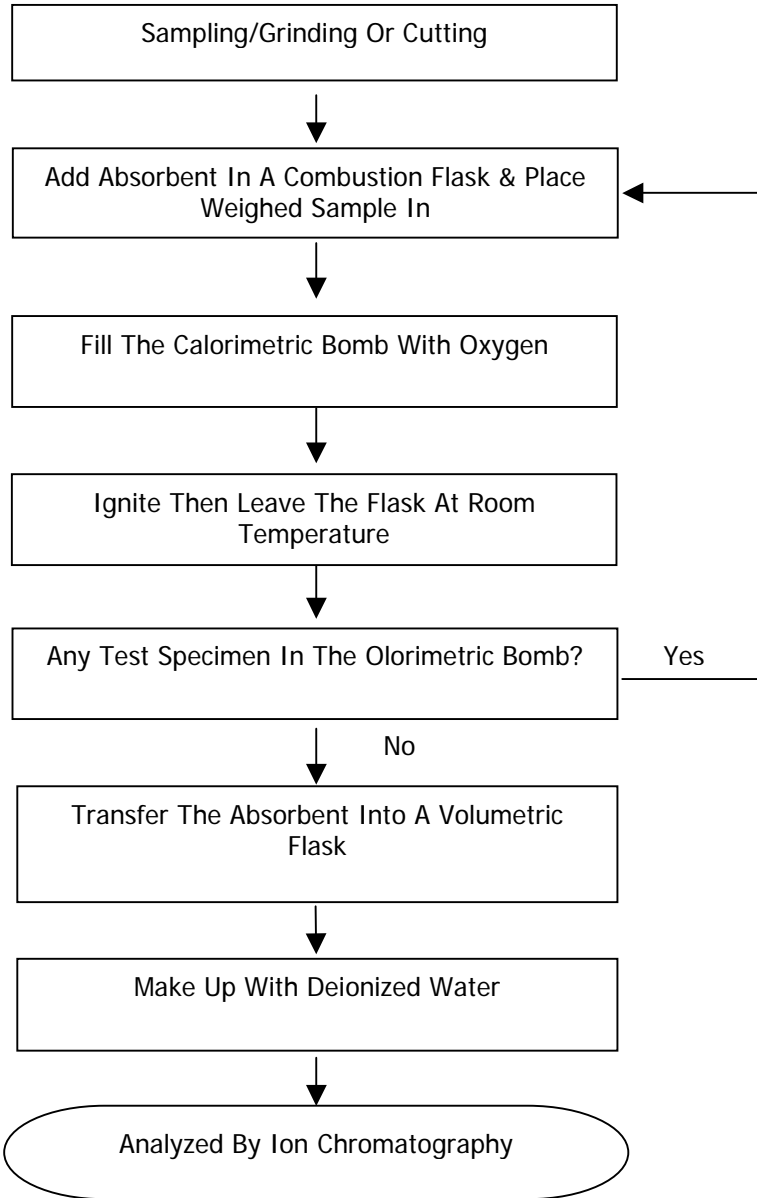 Sampling/Grinding Or Cutting
Add Absorbent In A Combustion Flask & Place
Weighed Sample In
Fill The Calorimetric Bomb With Oxygen
Ignite Then Leave The Flask At Room
Temperature
Any Test Specimen In The Olorimetric Bomb?
Yes
No
Transfer The Absorbent Into A Volumetric
Flask
Make Up With Deionized Water
Analyzed By Ion Chromatography